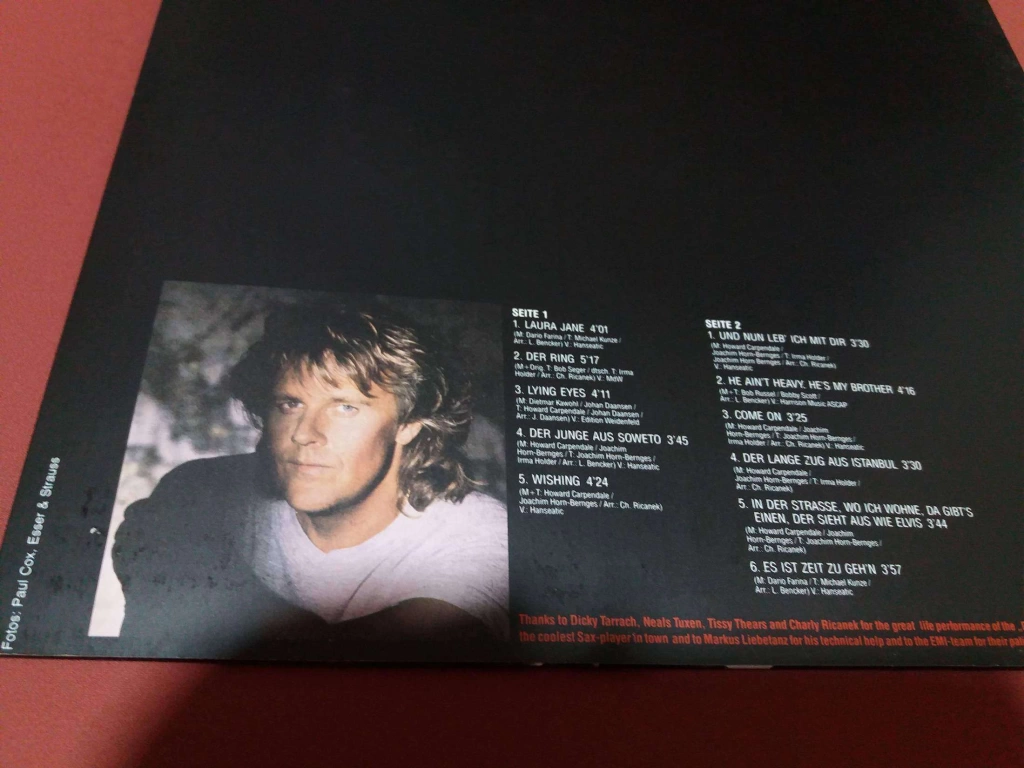 Fotos: Paul Cox, Esser & Strauss
SEITE 1
1. LAURA JANE 4'01
(M: Dario Farina / T: Michael Kunze /
Arr.: L. Bencker) V.: Hanseatic
2. DER RING 5'17
(M + Orig. T: Bob Seger / dtsch. T: Irma
Holder / Arr.: Ch. Ricanek) V.: MdW
3. LYING EYES 4'11
(M: Dietmar Kawohl / Johan Daansen /
T: Howard Carpendale / Johan Daansen /
Arr.: J. Daansen) V.: Edition Weidenfeld
4. DER JUNGE AUS SOWETO 3'45
(M: Howard Carpendale / Joachim
Horn-Bernges / T: Joachim Horn-Bernges /
Irma Holder / Arr.: L. Bencker) V.: Hanseatic
5. WISHING 4'24
(M + T: Howard Carpendale /
Joachim Horn-Bernges / Arr.: Ch. Ricanek)
V.: Hanseatic
SEITE 2
1. UND NUN LEB' ICH MIT DIR 3'30
(M: Howard Carpendale /
Joachim Horn-Bernges / T: Irma Holder /
Joachim Horn-Bernges / Arr.: Ch. Ricanek)
V.: Hanseatic
2. HE AIN'T HEAVY, HE'S MY BROTHER 4'16
(M + T: Bob Russel / Bobby Scott /
Arr.: L. Bencker) V.: Harrison Music ASCAP
3. COME ON 3'25
(M: Howard Carpendale / Joachim
Horn-Bernges / T: Joachim Horn-Bernges /
Irma Holder / Arr.: Ch. Ricanek) V.: Hanseatic
4. DER LANGE ZUG AUS ISTANBUL 3'30
(M: Howard Carpendale /
Joachim Horn-Bernges / T: Irma Holder /
Arr.: Ch. Ricanek)
5. IN DER STRASSE, WO ICH WOHNE, DA GIBT'S
EINEN, DER SIEHT AUS WIE ELVIS 3'44
(M: Howard Carpendale / Joachim
Horn-Bernges / T: Joachim Horn-Bernges /
Arr.: Ch. Ricanek)
6. ES IST ZEIT ZU GEH'N 3'57
(M: Dario Farina / T: Michael Kunze /
Arr.: L. Bencker) V.: Hanseatic
Thanks to Dicky Tarrach, Neals Tuxen, Tissy Thears and Charly Ricanek for the great life performance of the
the coolest Sax-player in town and to Markus Liebetanz for his technical help and to the EMI-team for their